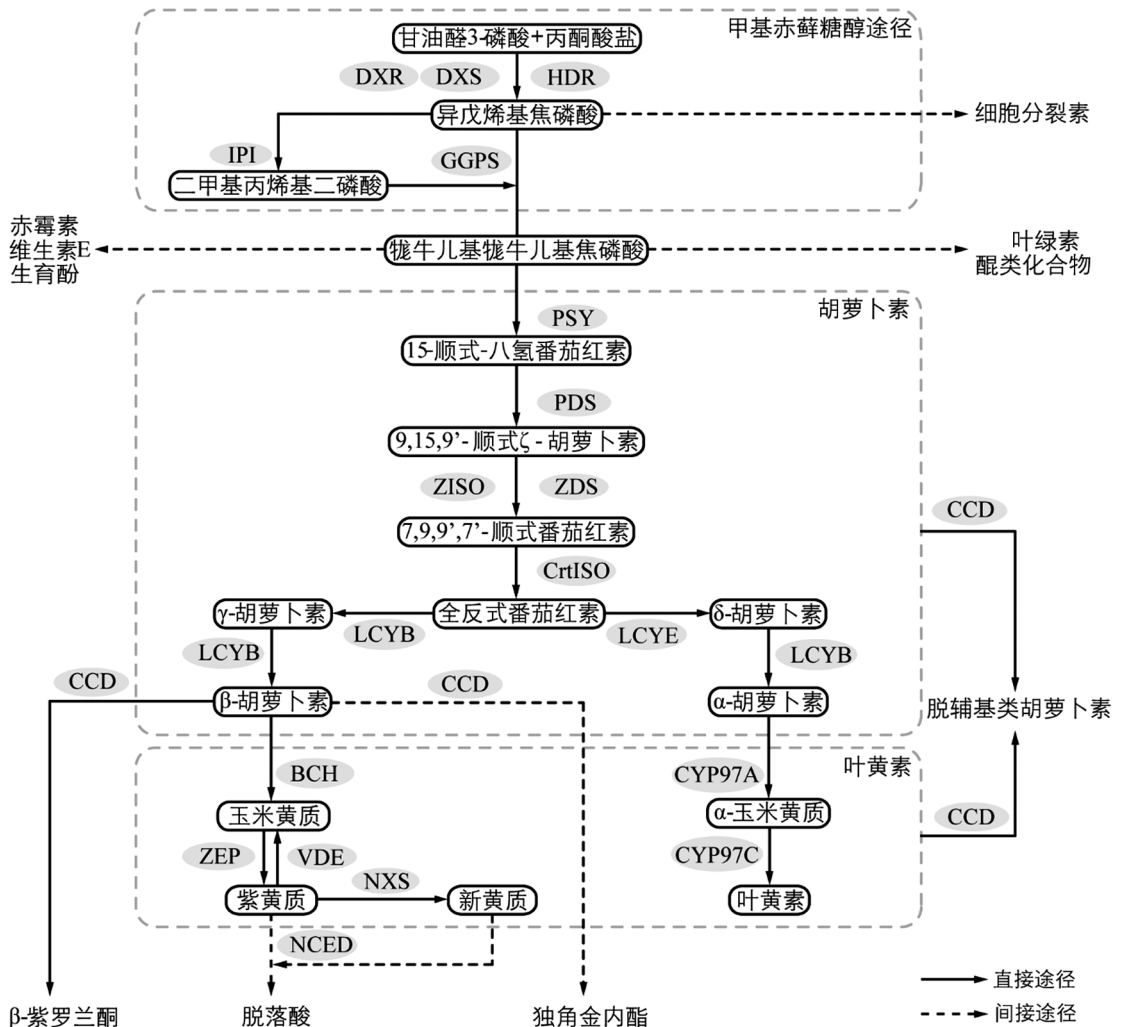 甲基赤藓糖醇途径
甘油醛3-磷酸+丙酮酸盐
DXR DXS HDR
异戊烯基焦磷酸
细胞分裂素
IPI
GGPS
二甲基丙烯基二磷酸
赤霉素
维生素E
生育酚
牻牛儿基牻牛儿基焦磷酸
叶绿素
醌类化合物
胡萝卜素
PSY
15-顺式-八氢番茄红素
PDS
9,15,9’-顺式ζ-胡萝卜素
ZISO ZDS
CCD
7,9,9’,7’-顺式番茄红素
CrtISO
γ-胡萝卜素
全反式番茄红素
δ-胡萝卜素
LCYB
LCYE
LCYB
LCYB
CCD
CCD
β-胡萝卜素
α-胡萝卜素
脱辅基类胡萝卜素
叶黄素
BCH
CYP97A
玉米黄质
α-玉米黄质
CCD
ZEP VDE
CYP97C
NXS
紫黄质
新黄质
叶黄素
NCED
直接途径
间接途径
β-紫罗兰酮
脱落酸
独角金内酯